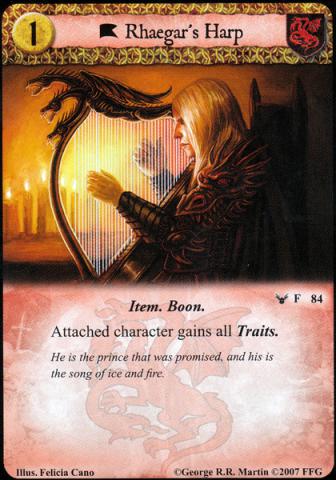 1
Rhaegar's Harp
F 84
Item. Boon.
Attached character gains all Traits.
He is the prince that was promised, and his is
the song of ice and fire.
Illus. Felicia Cano
©George R.R. Martin ©2007 FFG